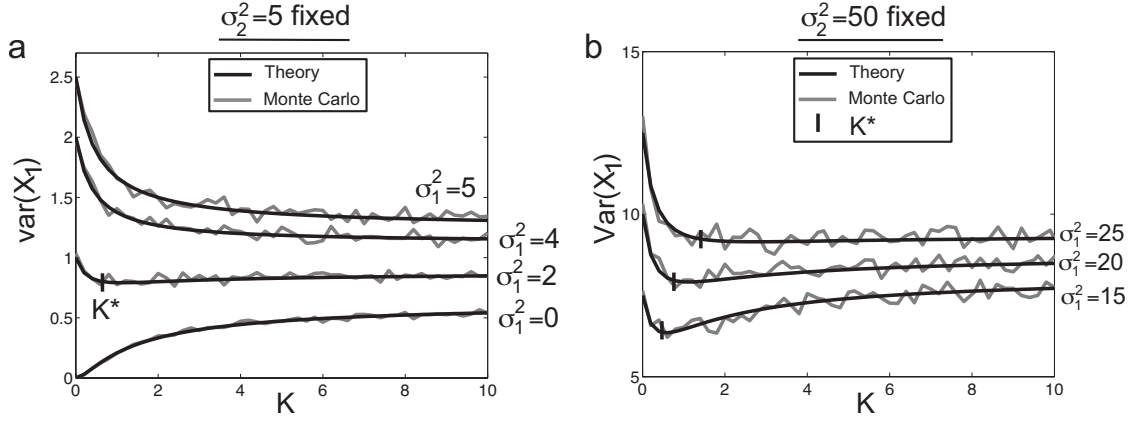 σ₂²=5 fixed
σ₂²=50 fixed
a
b
Theory
Monte Carlo
Theory
Monte Carlo
K*
var(X₁)
2.5
2
1.5
1
0.5
0
σ₁²=5
σ₁²=4
σ₁²=2
σ₁²=0
K*
0
2
4
6
8
10
K
Var(X₁)
15
10
5
σ₁²=25
σ₁²=20
σ₁²=15
0
2
4
6
8
10
K